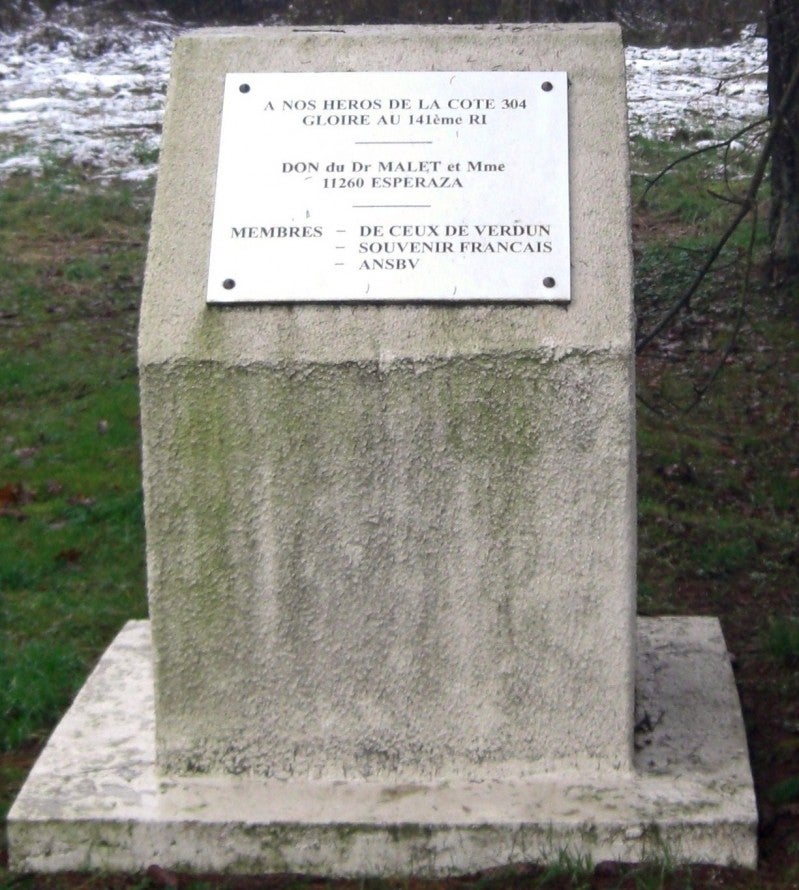 A NOS HEROS DE LA COTE 304
GLOIRE AU 141ème RI
DON du Dr MALET et Mme
11260 ESPERAZA
MEMBRES – DE CEUX DE VERDUN
– SOUVENIR FRANCAIS
– ANSBV